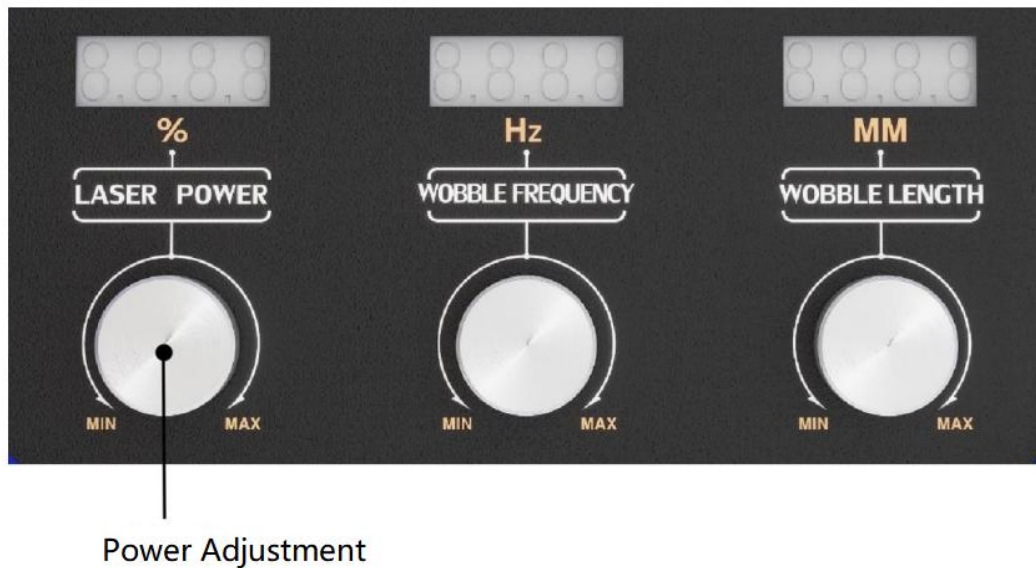 % Hz MM
LASER POWER WOBBLE FREQUENCY WOBBLE LENGTH
MIN MAX MIN MAX MIN MAX
Power Adjustment